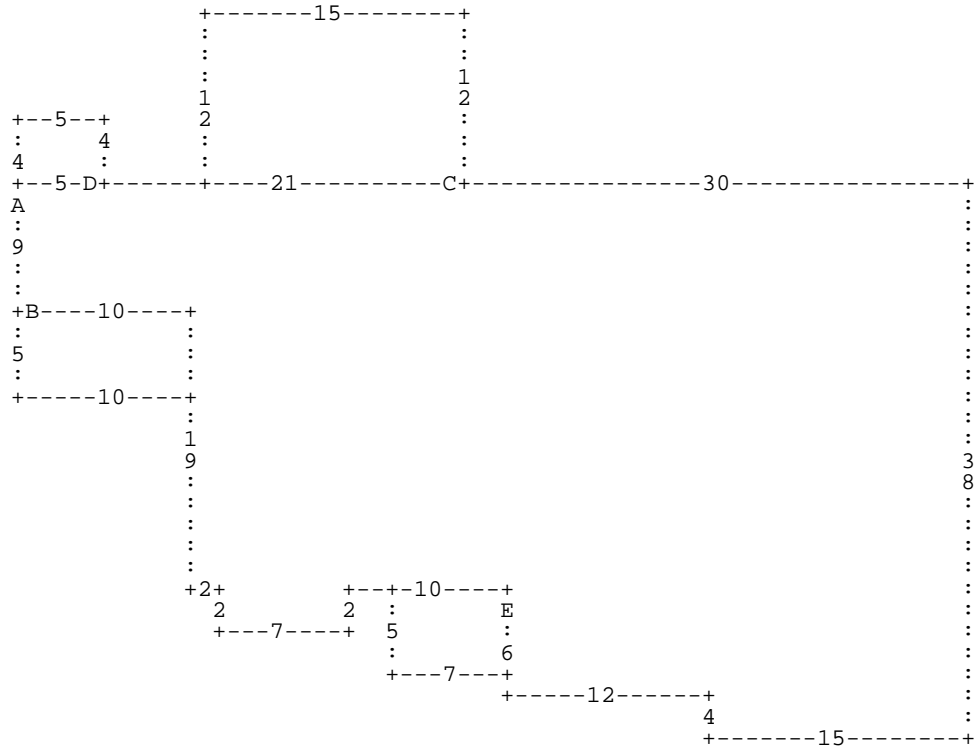 +--------15--------+
: :
: :
: 1
1 2
+--5--+ 2 :
: 4 : :
4 : : :
+--5-D+------+----21----------C+----------------30----------------+
A :
: :
9 :
: :
: :
+B----10----+ :
: : :
5 : :
: : :
+-----10----+ :
: :
1 :
9 3
: 8
: :
: :
: :
: :
+2+ +--+-10----+ :
2 2 : E :
+---7----+ 5 : :
: 6 :
+---7---+ :
+-----12------+ :
4 :
+-------15--------+